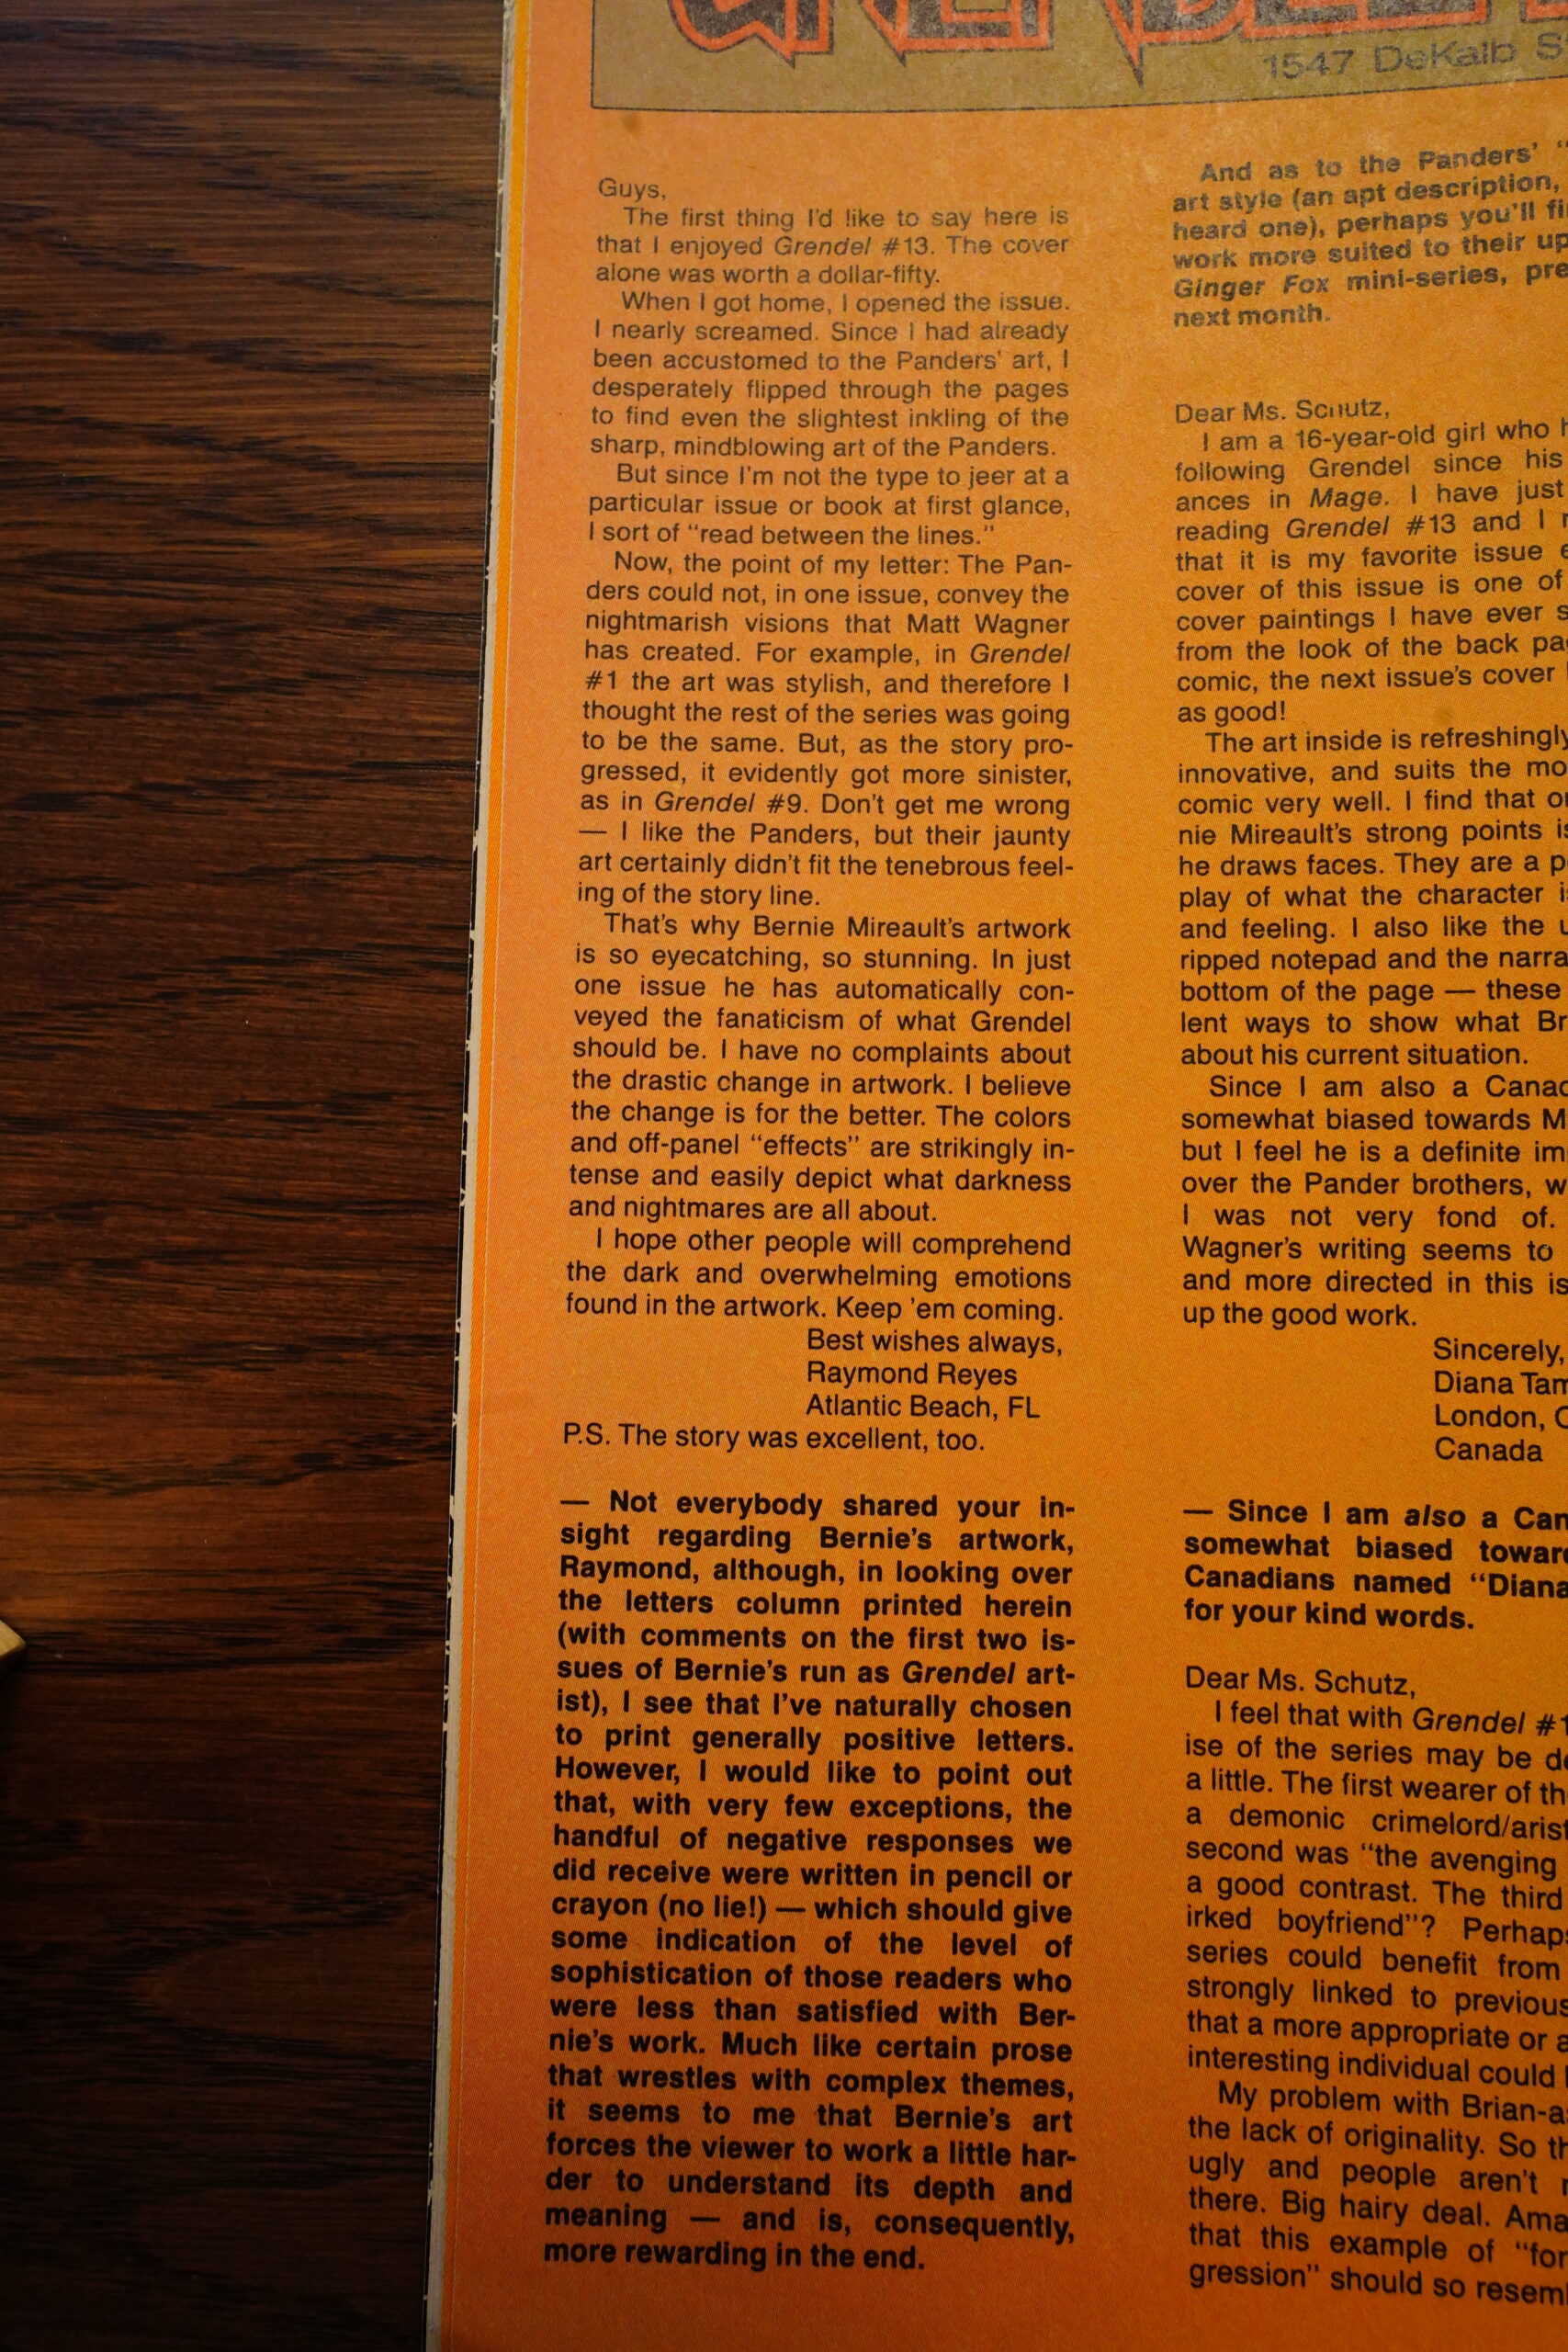 1547 DeKalb
Guys,
The first thing I'd like to say here is
that I enjoyed Grendel #13. The cover
alone was worth a dollar-fifty.
When I got home, I opened the issue.
I nearly screamed. Since I had already
been accustomed to the Panders' art, I
desperately flipped through the pages
to find even the slightest inkling of the
sharp, mindblowing art of the Panders.
But since I'm not the type to jeer at a
particular issue or book at first glance,
I sort of "read between the lines."
Now, the point of my letter: The Pan-
ders could not, in one issue, convey the
nightmarish visions that Matt Wagner
has created. For example, in Grendel
#1 the art was stylish, and therefore I
thought the rest of the series was going
to be the same. But, as the story pro-
gressed, it evidently got more sinister,
as in Grendel #9. Don't get me wrong
— I like the Panders, but their jaunty
art certainly didn't fit the tenebrous feel-
ing of the story line.
That's why Bernie Mireault's artwork
is so eyecatching, so stunning. In just
one issue he has automatically con-
veyed the fanaticism of what Grendel
should be. I have no complaints about
the drastic change in artwork. I believe
the change is for the better. The colors
and off-panel "effects" are strikingly in-
tense and easily depict what darkness
and nightmares are all about.
I hope other people will comprehend
the dark and overwhelming emotions
found in the artwork. Keep 'em coming.
Best wishes always,
Raymond Reyes
Atlantic Beach, FL
P.S. The story was excellent, too.
— Not everybody shared your in-
sight regarding Bernie's artwork,
Raymond, although, in looking over
the letters column printed herein
(with comments on the first two is-
sues of Bernie's run as Grendel art-
ist), I see that I've naturally chosen
to print generally positive letters.
However, I would like to point out
that, with very few exceptions, the
handful of negative responses we
did receive were written in pencil or
crayon (no lie!) — which should give
some indication of the level of
sophistication of those readers who
were less than satisfied with Ber-
nie's work. Much like certain prose
that wrestles with complex themes,
it seems to me that Bernie's art
forces the viewer to work a little har-
der to understand its depth and
meaning — and is, consequently,
more rewarding in the end.
And as to the Panders' "
art style (an apt description,
heard one), perhaps you'll
work more suited to their
Ginger Fox mini-series,
next month.
Dear Ms. Schutz,
I am a 16-year-old girl who
following Grendel since his
ances in Mage. I have just
reading Grendel #13 and I
that it is my favorite issue
cover of this issue is one of
cover paintings I have ever
from the look of the back
comic, the next issue's cover
as good!
The art inside is refreshingly
innovative, and suits the
comic very well. I find that
nie Mireault's strong points
he draws faces. They are a
play of what the character
and feeling. I also like the
ripped notepad and the
bottom of the page — these
lent ways to show what
about his current situation.
Since I am also a
somewhat biased towards
but I feel he is a definite
over the Pander brothers,
I was not very fond of.
Wagner's writing seems to
and more directed in this
up the good work.
Sincerely,
Diana
London,
Canada
— Since I am also a
somewhat biased
Canadians named "Diana
for your kind words.
Dear Ms. Schutz,
I feel that with Grendel
ise of the series may be
a little. The first wearer of
a demonic crimelord/
second was "the avenging
a good contrast. The third
irked boyfriend"?
series could benefit from
strongly linked to
that a more appropriate or
interesting individual could
My problem with
the lack of originality. So
ugly and people aren't
there. Big hairy deal.
that this example of
gression" should so